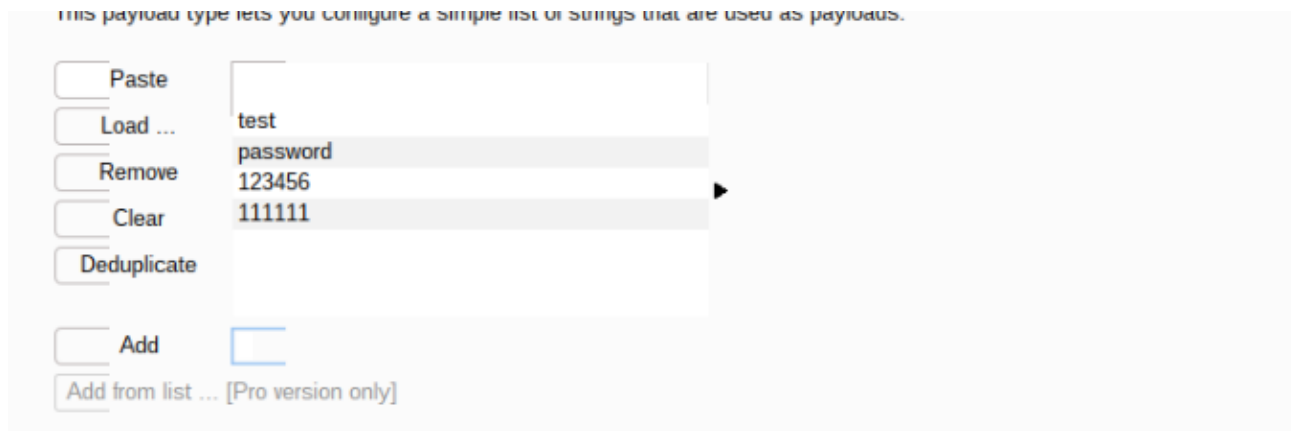 This payload type lets you configure a simple list of strings that are used as payloads.
Paste
Load ...
test
password
Remove
123456
Clear
111111
Deduplicate
Add
Add from list ... [Pro version only]